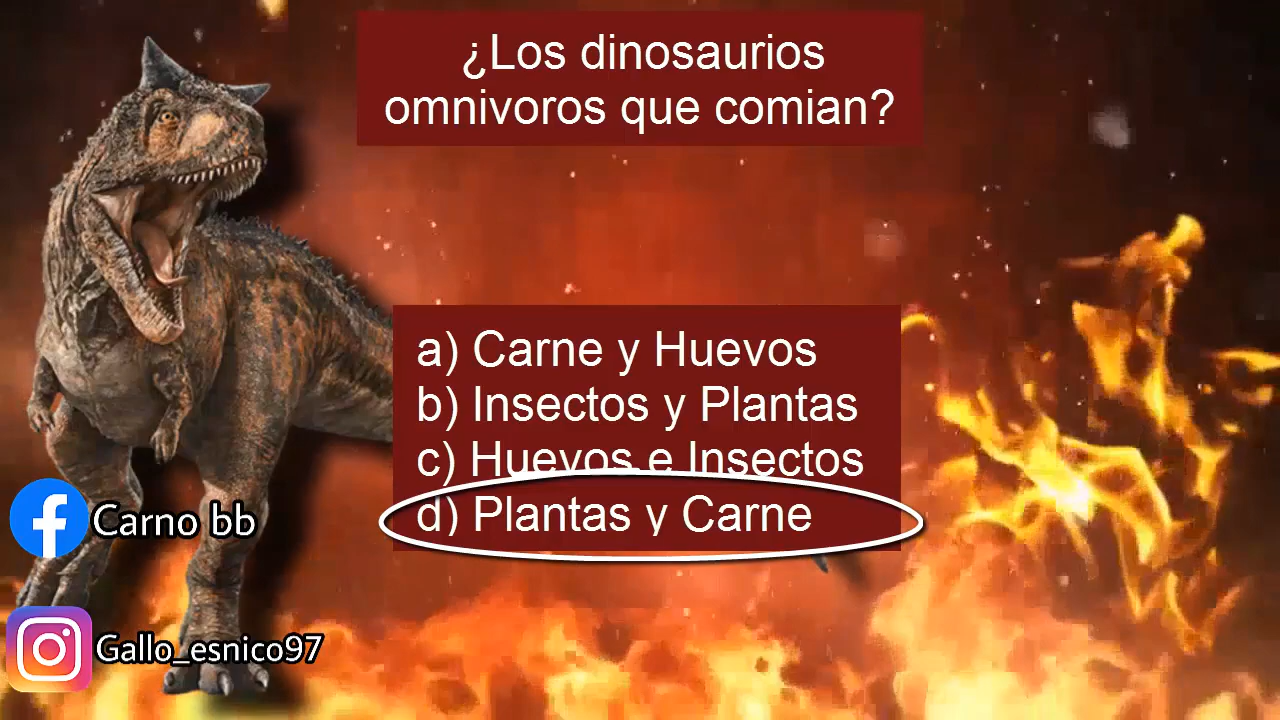 ¿Los dinosaurios
omnivoros que comian?
a) Carne y Huevos
b) Insectos y Plantas
c) Huevos e Insectos
d) Plantas y Carne
Carno bb
Gallo_esnico97